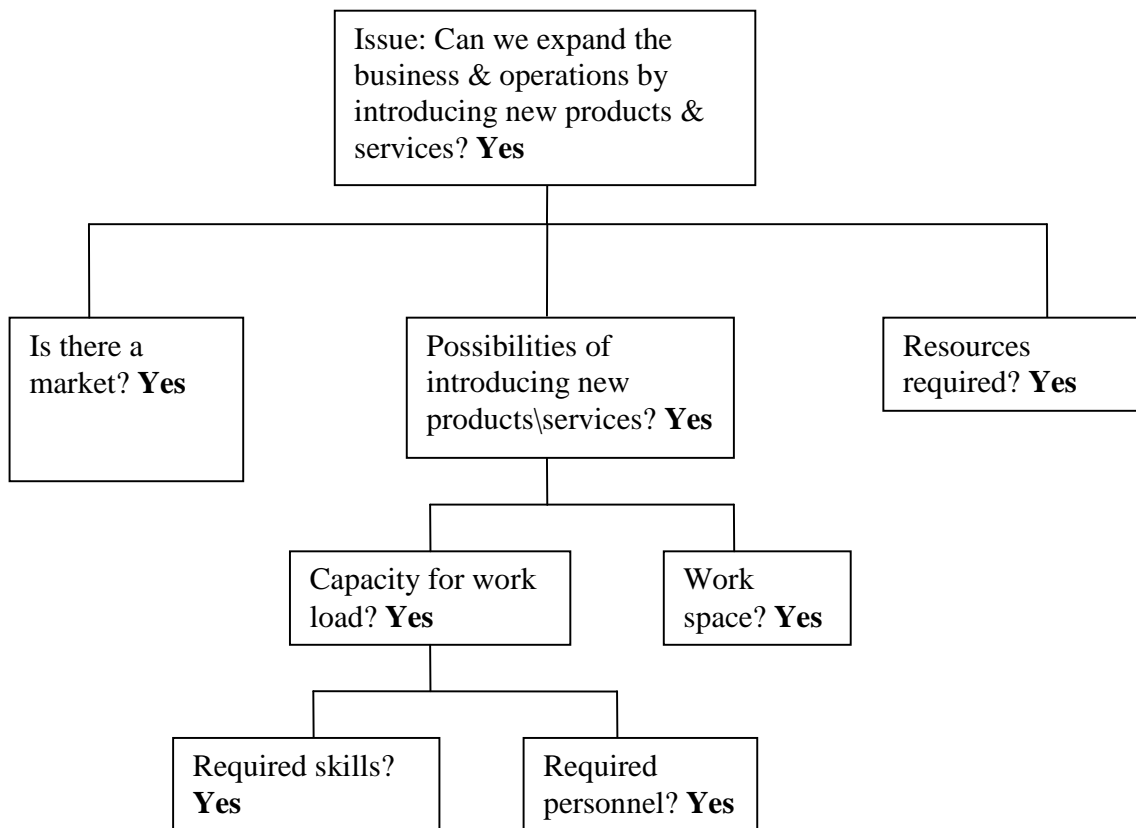 Issue: Can we expand the
business & operations by
introducing new products &
services? Yes
Is there a
market? Yes
Possibilities of
introducing new
products\services? Yes
Resources
required? Yes
Capacity for work
load? Yes
Work
space? Yes
Required skills?
Yes
Required
personnel? Yes